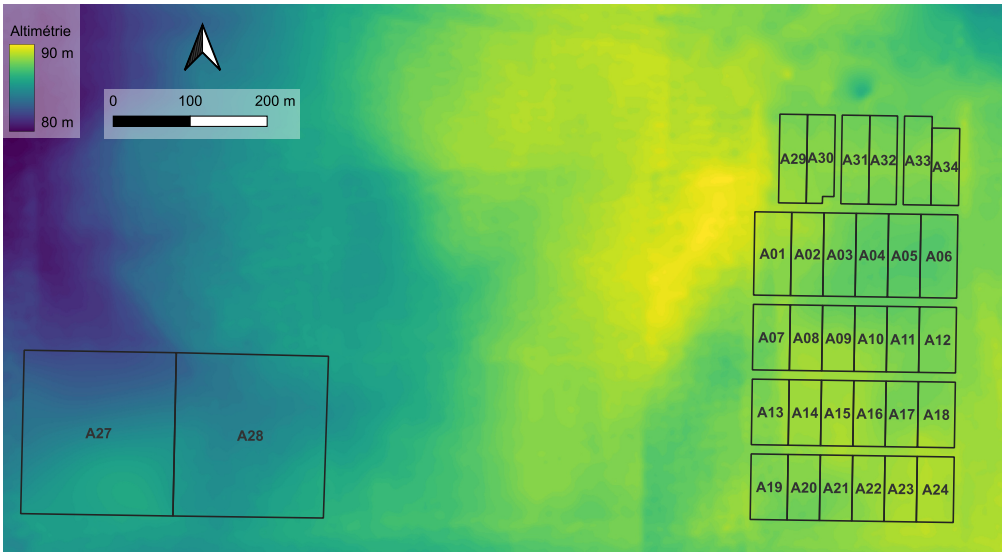 Altimétrie
90 m
80 m
0 100 200 m
A29 A30 A31 A32 A33 A34
A01 A02 A03 A04 A05 A06
A07 A08 A09 A10 A11 A12
A13 A14 A15 A16 A17 A18
A27 A28
A19 A20 A21 A22 A23 A24